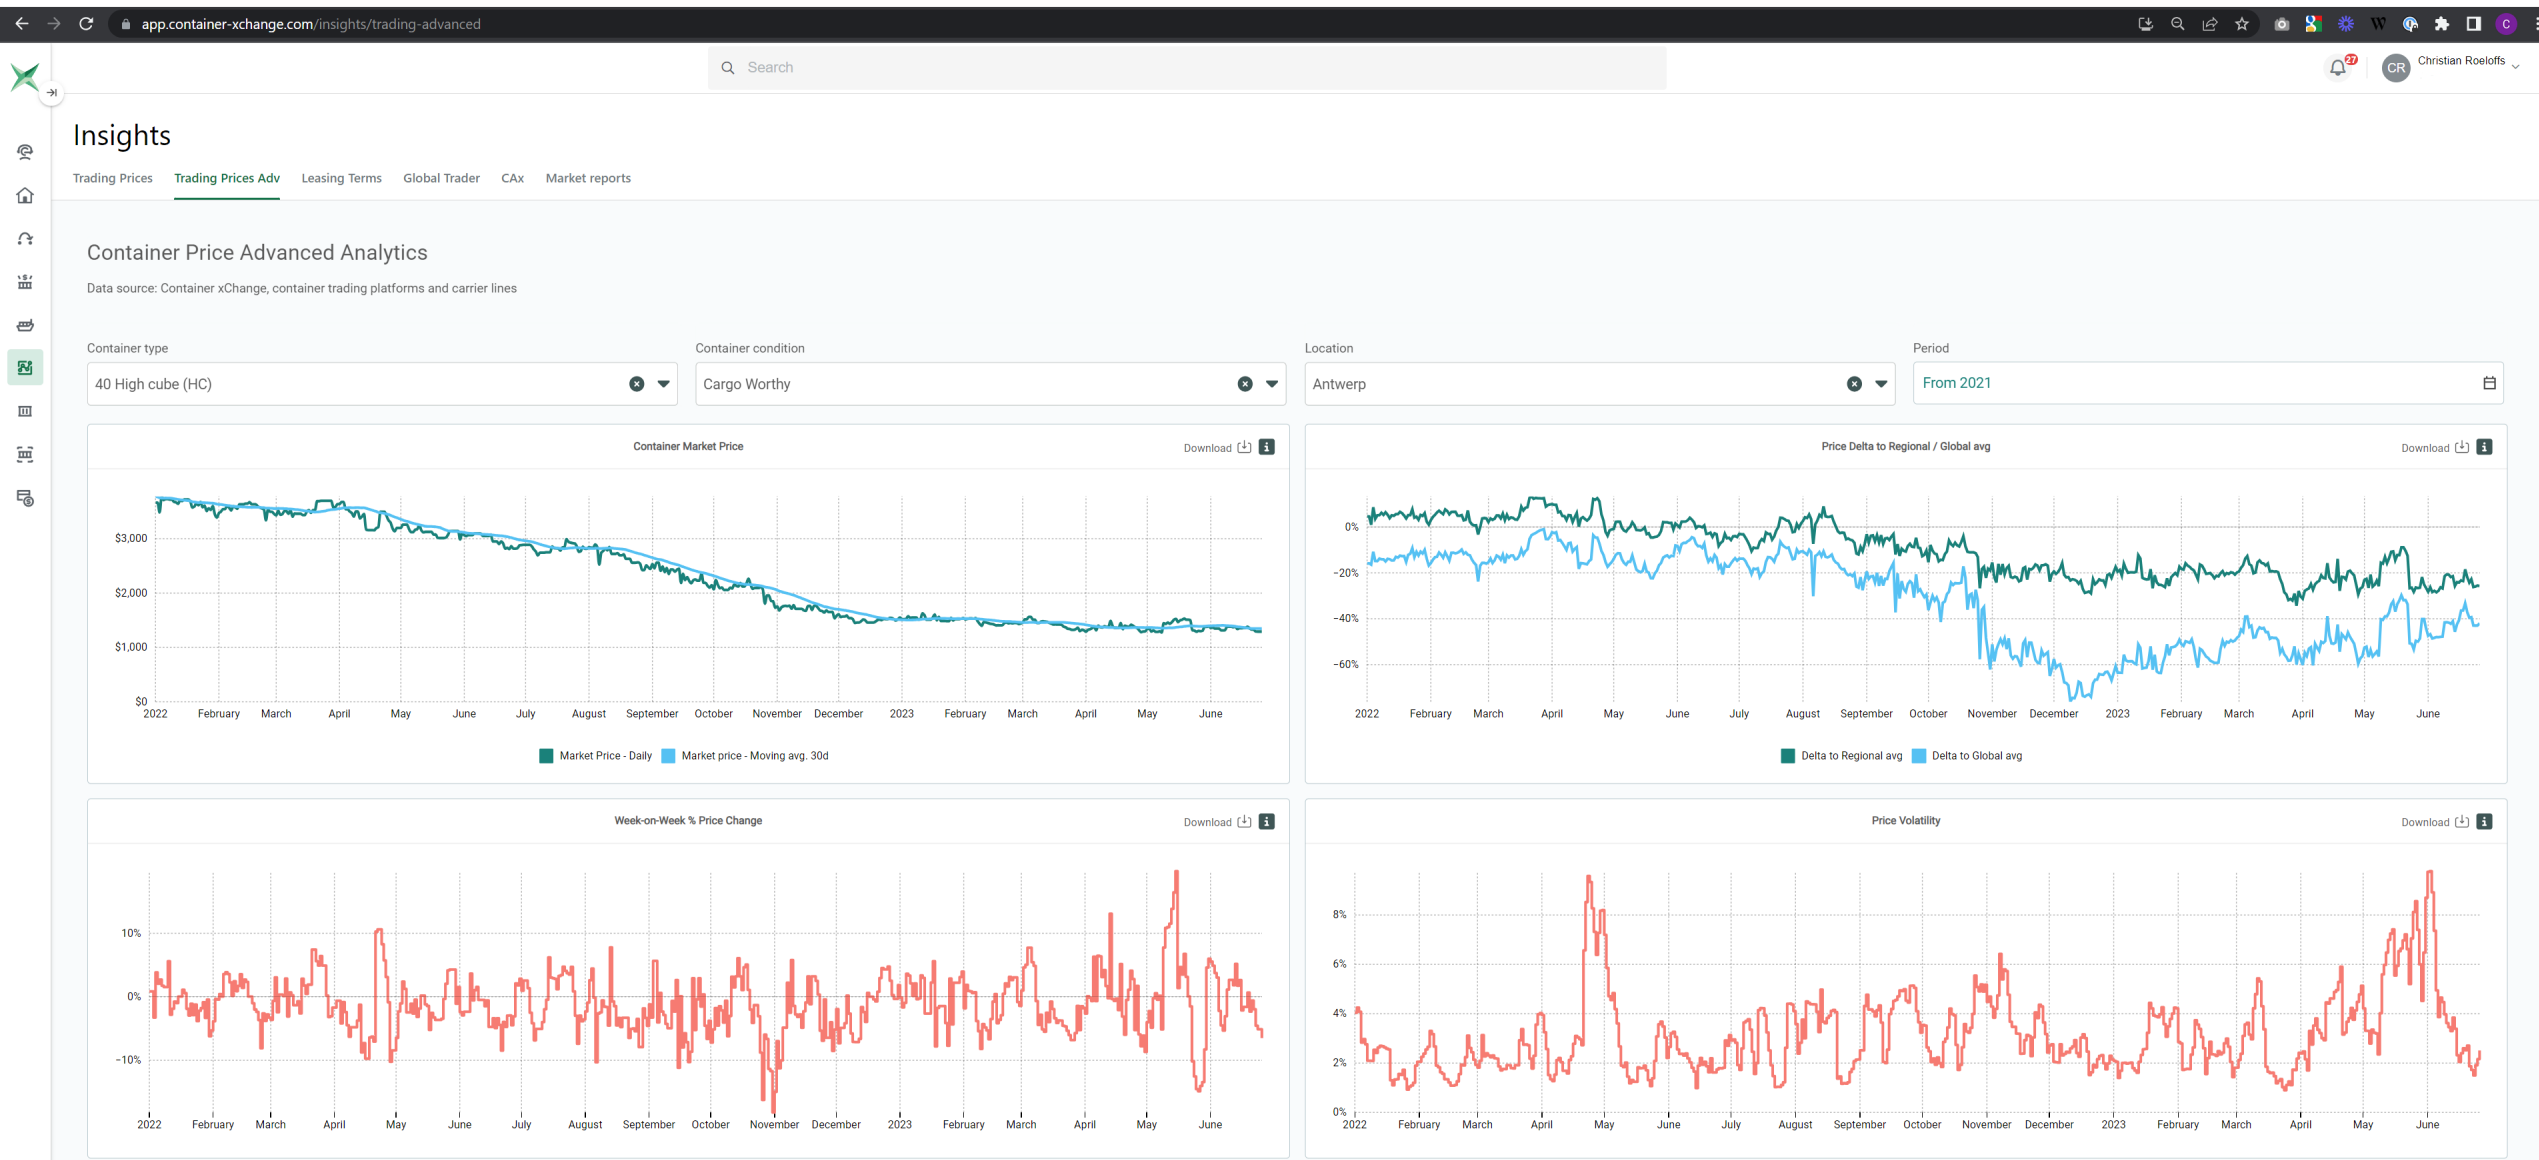 app.container-xchange.com/insights/trading-advanced
C
Search
27
CR
Christian Roeloffs
Insights
Trading Prices
Trading Prices Adv
Leasing Terms
Global Trader
CAx
Market reports
Container Price Advanced Analytics
Data source: Container xChange, container trading platforms and carrier lines
Container type
Container condition
Location
Period
40 High cube (HC)
Cargo Worthy
Antwerp
From 2021
Container Market Price
Download
$3,000
$2,000
$1,000
$0
2022 February March April May June July August September October November December 2023 February March April May June
Market Price - Daily
Market price - Moving avg. 30d
Price Delta to Regional / Global avg
Download
0%
−20%
−40%
−60%
2022 February March April May June July August September October November December 2023 February March April May June
Delta to Regional avg
Delta to Global avg
Week-on-Week % Price Change
Download
10%
0%
−10%
2022 February March April May June July August September October November December 2023 February March April May June
Price Volatility
Download
8%
6%
4%
2%
0%
2022 February March April May June July August September October November December 2023 February March April May June